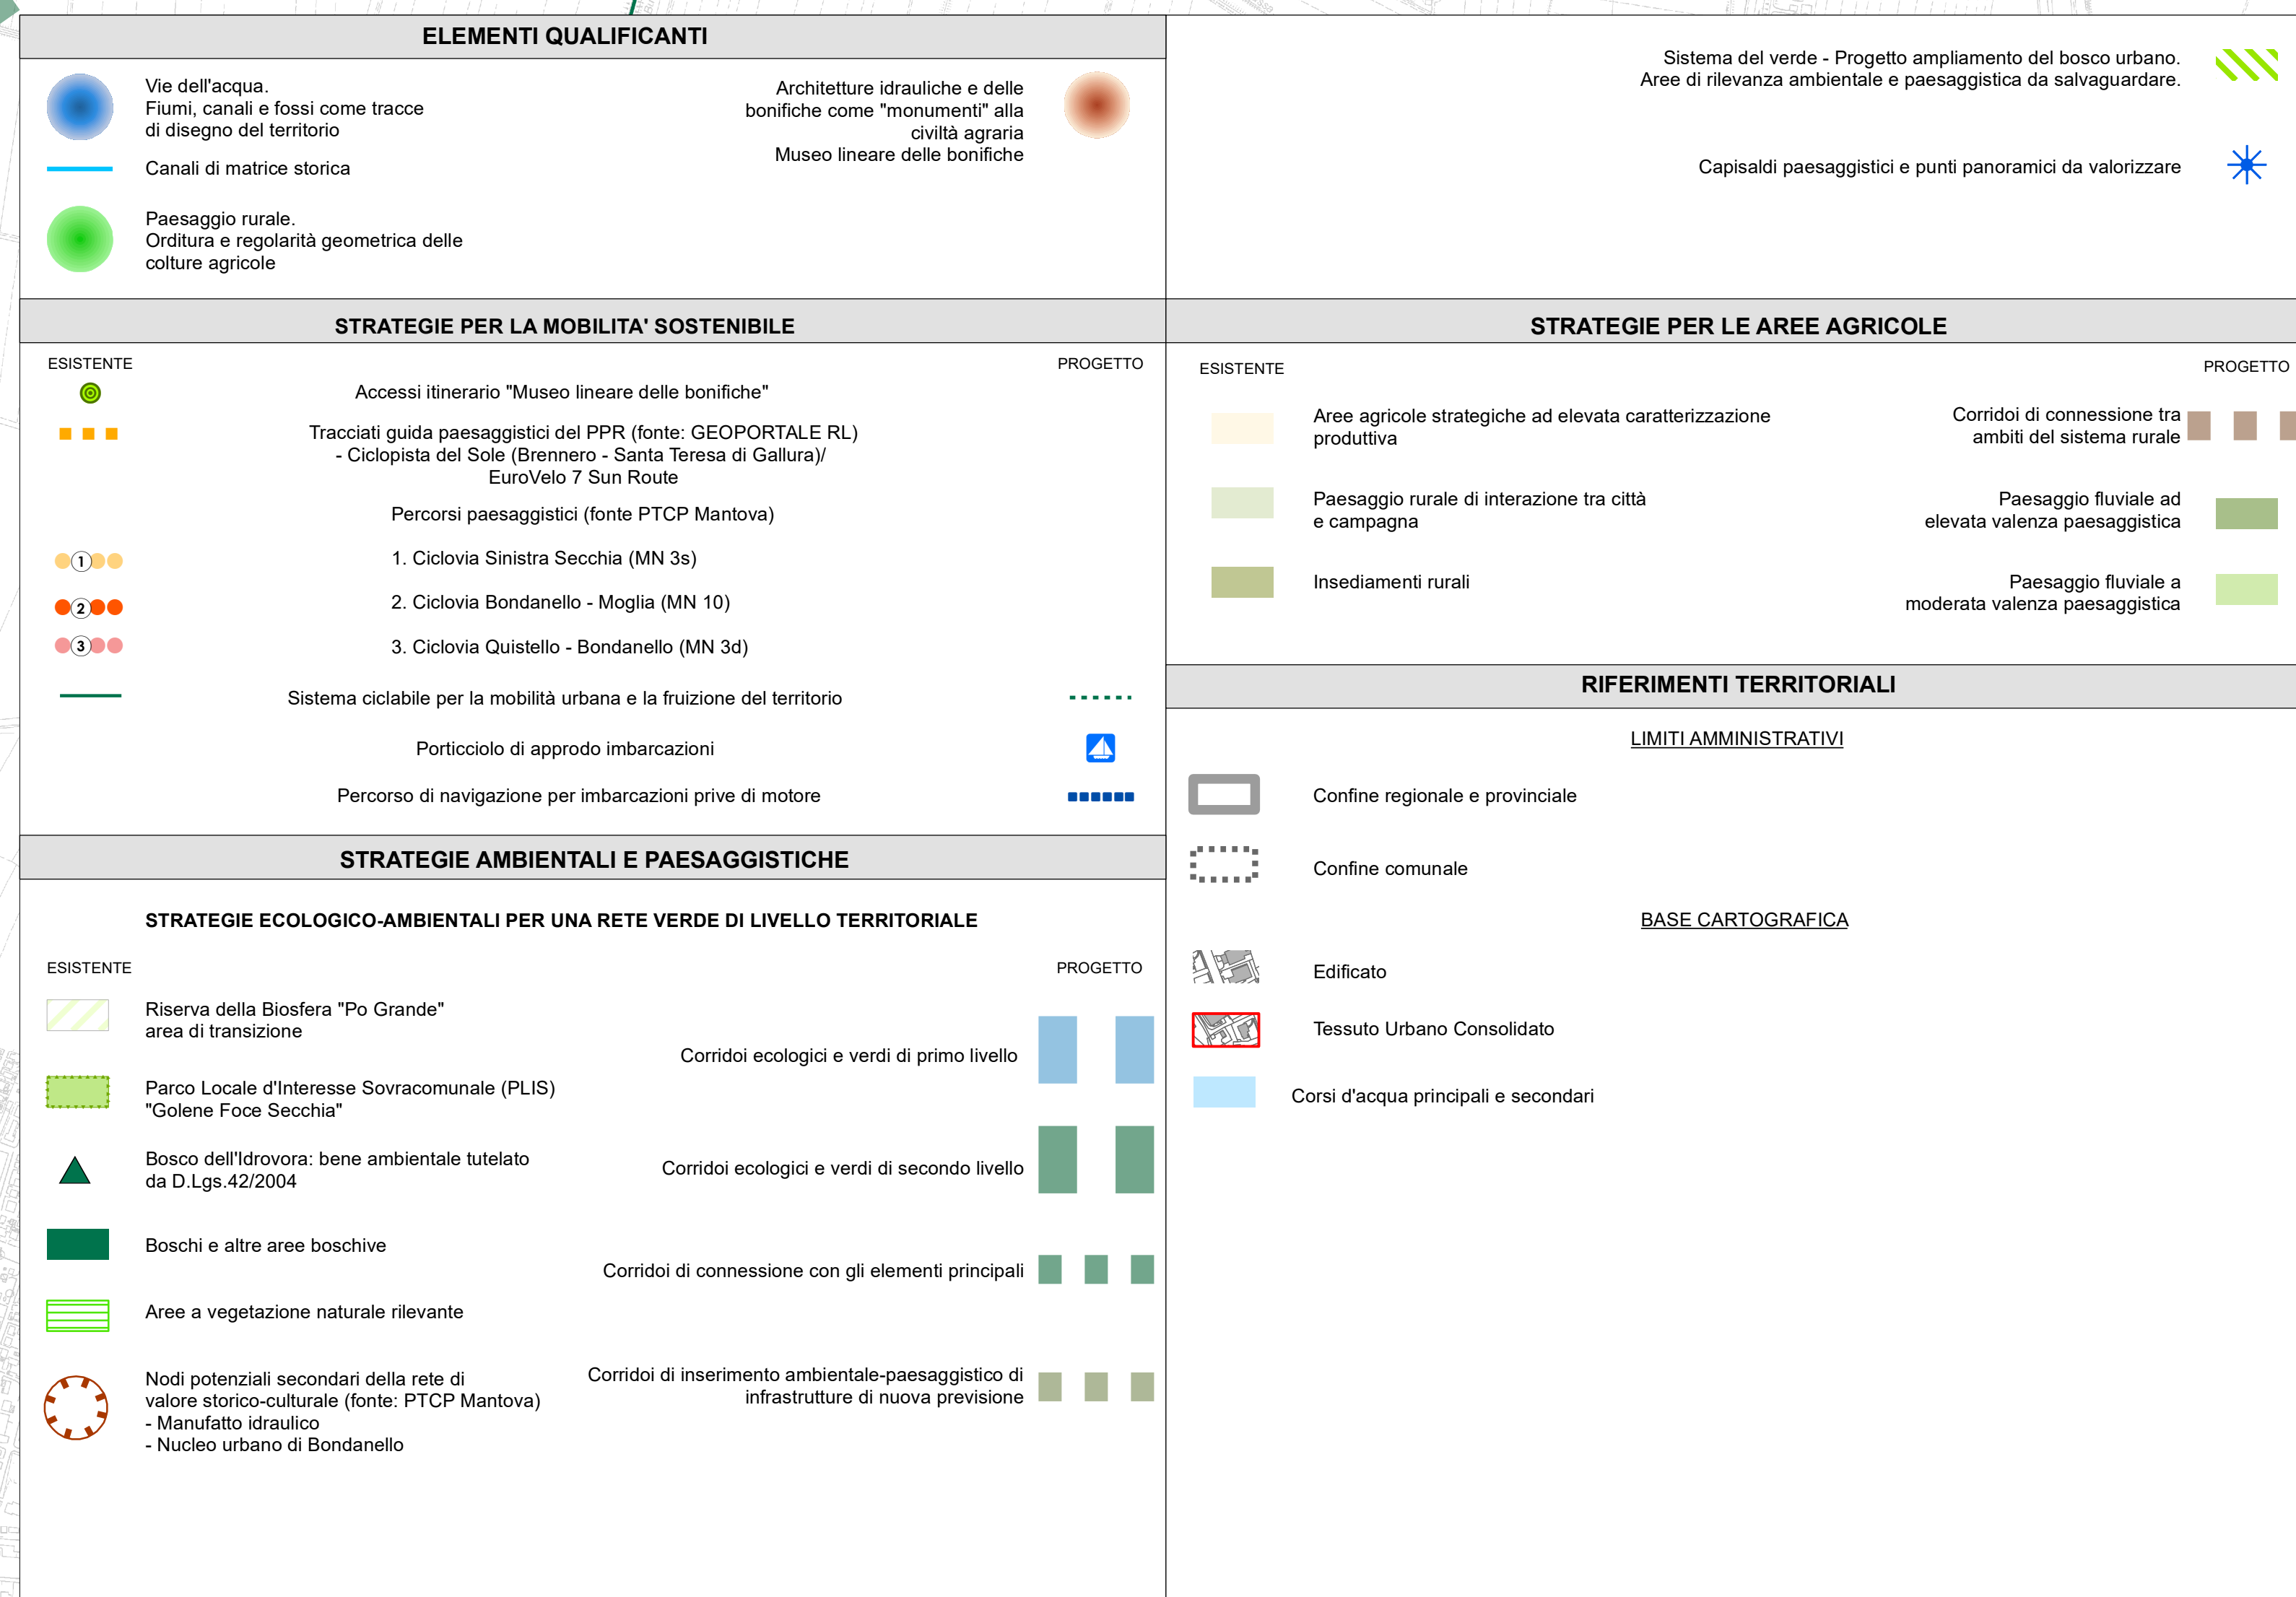 ELEMENTI QUALIFICANTI
Vie dell'acqua.
Fiumi, canali e fossi come tracce
di disegno del territorio
Canali di matrice storica
Paesaggio rurale.
Orditura e regolarità geometrica delle
colture agricole
Architetture idrauliche e delle
bonifiche come "monumenti" alla
civiltà agraria
Museo lineare delle bonifiche
STRATEGIE PER LA MOBILITA' SOSTENIBILE
ESISTENTE
PROGETTO
Accessi itinerario "Museo lineare delle bonifiche"
Tracciati guida paesaggistici del PPR (fonte: GEOPORTALE RL)
- Ciclopista del Sole (Brennero - Santa Teresa di Gallura)/
EuroVelo 7 Sun Route
Percorsi paesaggistici (fonte PTCP Mantova)
1
1. Ciclovia Sinistra Secchia (MN 3s)
2
2. Ciclovia Bondanello - Moglia (MN 10)
3
3. Ciclovia Quistello - Bondanello (MN 3d)
Sistema ciclabile per la mobilità urbana e la fruizione del territorio
Porticciolo di approdo imbarcazioni
Percorso di navigazione per imbarcazioni prive di motore
STRATEGIE AMBIENTALI E PAESAGGISTICHE
STRATEGIE ECOLOGICO-AMBIENTALI PER UNA RETE VERDE DI LIVELLO TERRITORIALE
ESISTENTE
PROGETTO
Riserva della Biosfera "Po Grande"
area di transizione
Parco Locale d'Interesse Sovracomunale (PLIS)
"Golene Foce Secchia"
Bosco dell'Idrovora: bene ambientale tutelato
da D.Lgs.42/2004
Boschi e altre aree boschive
Aree a vegetazione naturale rilevante
Nodi potenziali secondari della rete di
valore storico-culturale (fonte: PTCP Mantova)
- Manufatto idraulico
- Nucleo urbano di Bondanello
Corridoi ecologici e verdi di primo livello
Corridoi ecologici e verdi di secondo livello
Corridoi di connessione con gli elementi principali
Corridoi di inserimento ambientale-paesaggistico di
infrastrutture di nuova previsione
Sistema del verde - Progetto ampliamento del bosco urbano.
Aree di rilevanza ambientale e paesaggistica da salvaguardare.
Capisaldi paesaggistici e punti panoramici da valorizzare
STRATEGIE PER LE AREE AGRICOLE
ESISTENTE
PROGETTO
Aree agricole strategiche ad elevata caratterizzazione
produttiva
Paesaggio rurale di interazione tra città
e campagna
Insediamenti rurali
Corridoi di connessione tra
ambiti del sistema rurale
Paesaggio fluviale ad
elevata valenza paesaggistica
Paesaggio fluviale a
moderata valenza paesaggistica
RIFERIMENTI TERRITORIALI
LIMITI AMMINISTRATIVI
Confine regionale e provinciale
Confine comunale
BASE CARTOGRAFICA
Edificato
Tessuto Urbano Consolidato
Corsi d'acqua principali e secondari